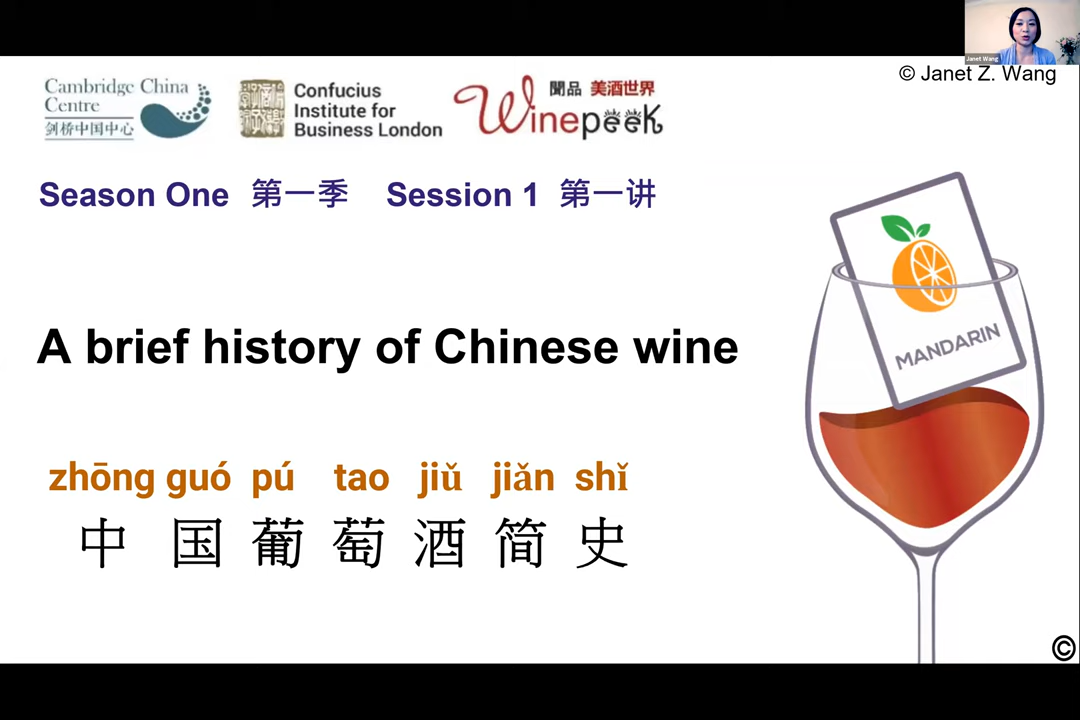 Janet Wang
© Janet Z. Wang
Cambridge China
Centre
剑桥中国中心
Confucius
Institute for
Business London
聞品 美酒世界
Winepeek
Season One 第一季 Session 1 第一讲
MANDARIN
A brief history of Chinese wine
zhōng guó pú tao jiǔ jiǎn shǐ
中国葡萄酒简史
©